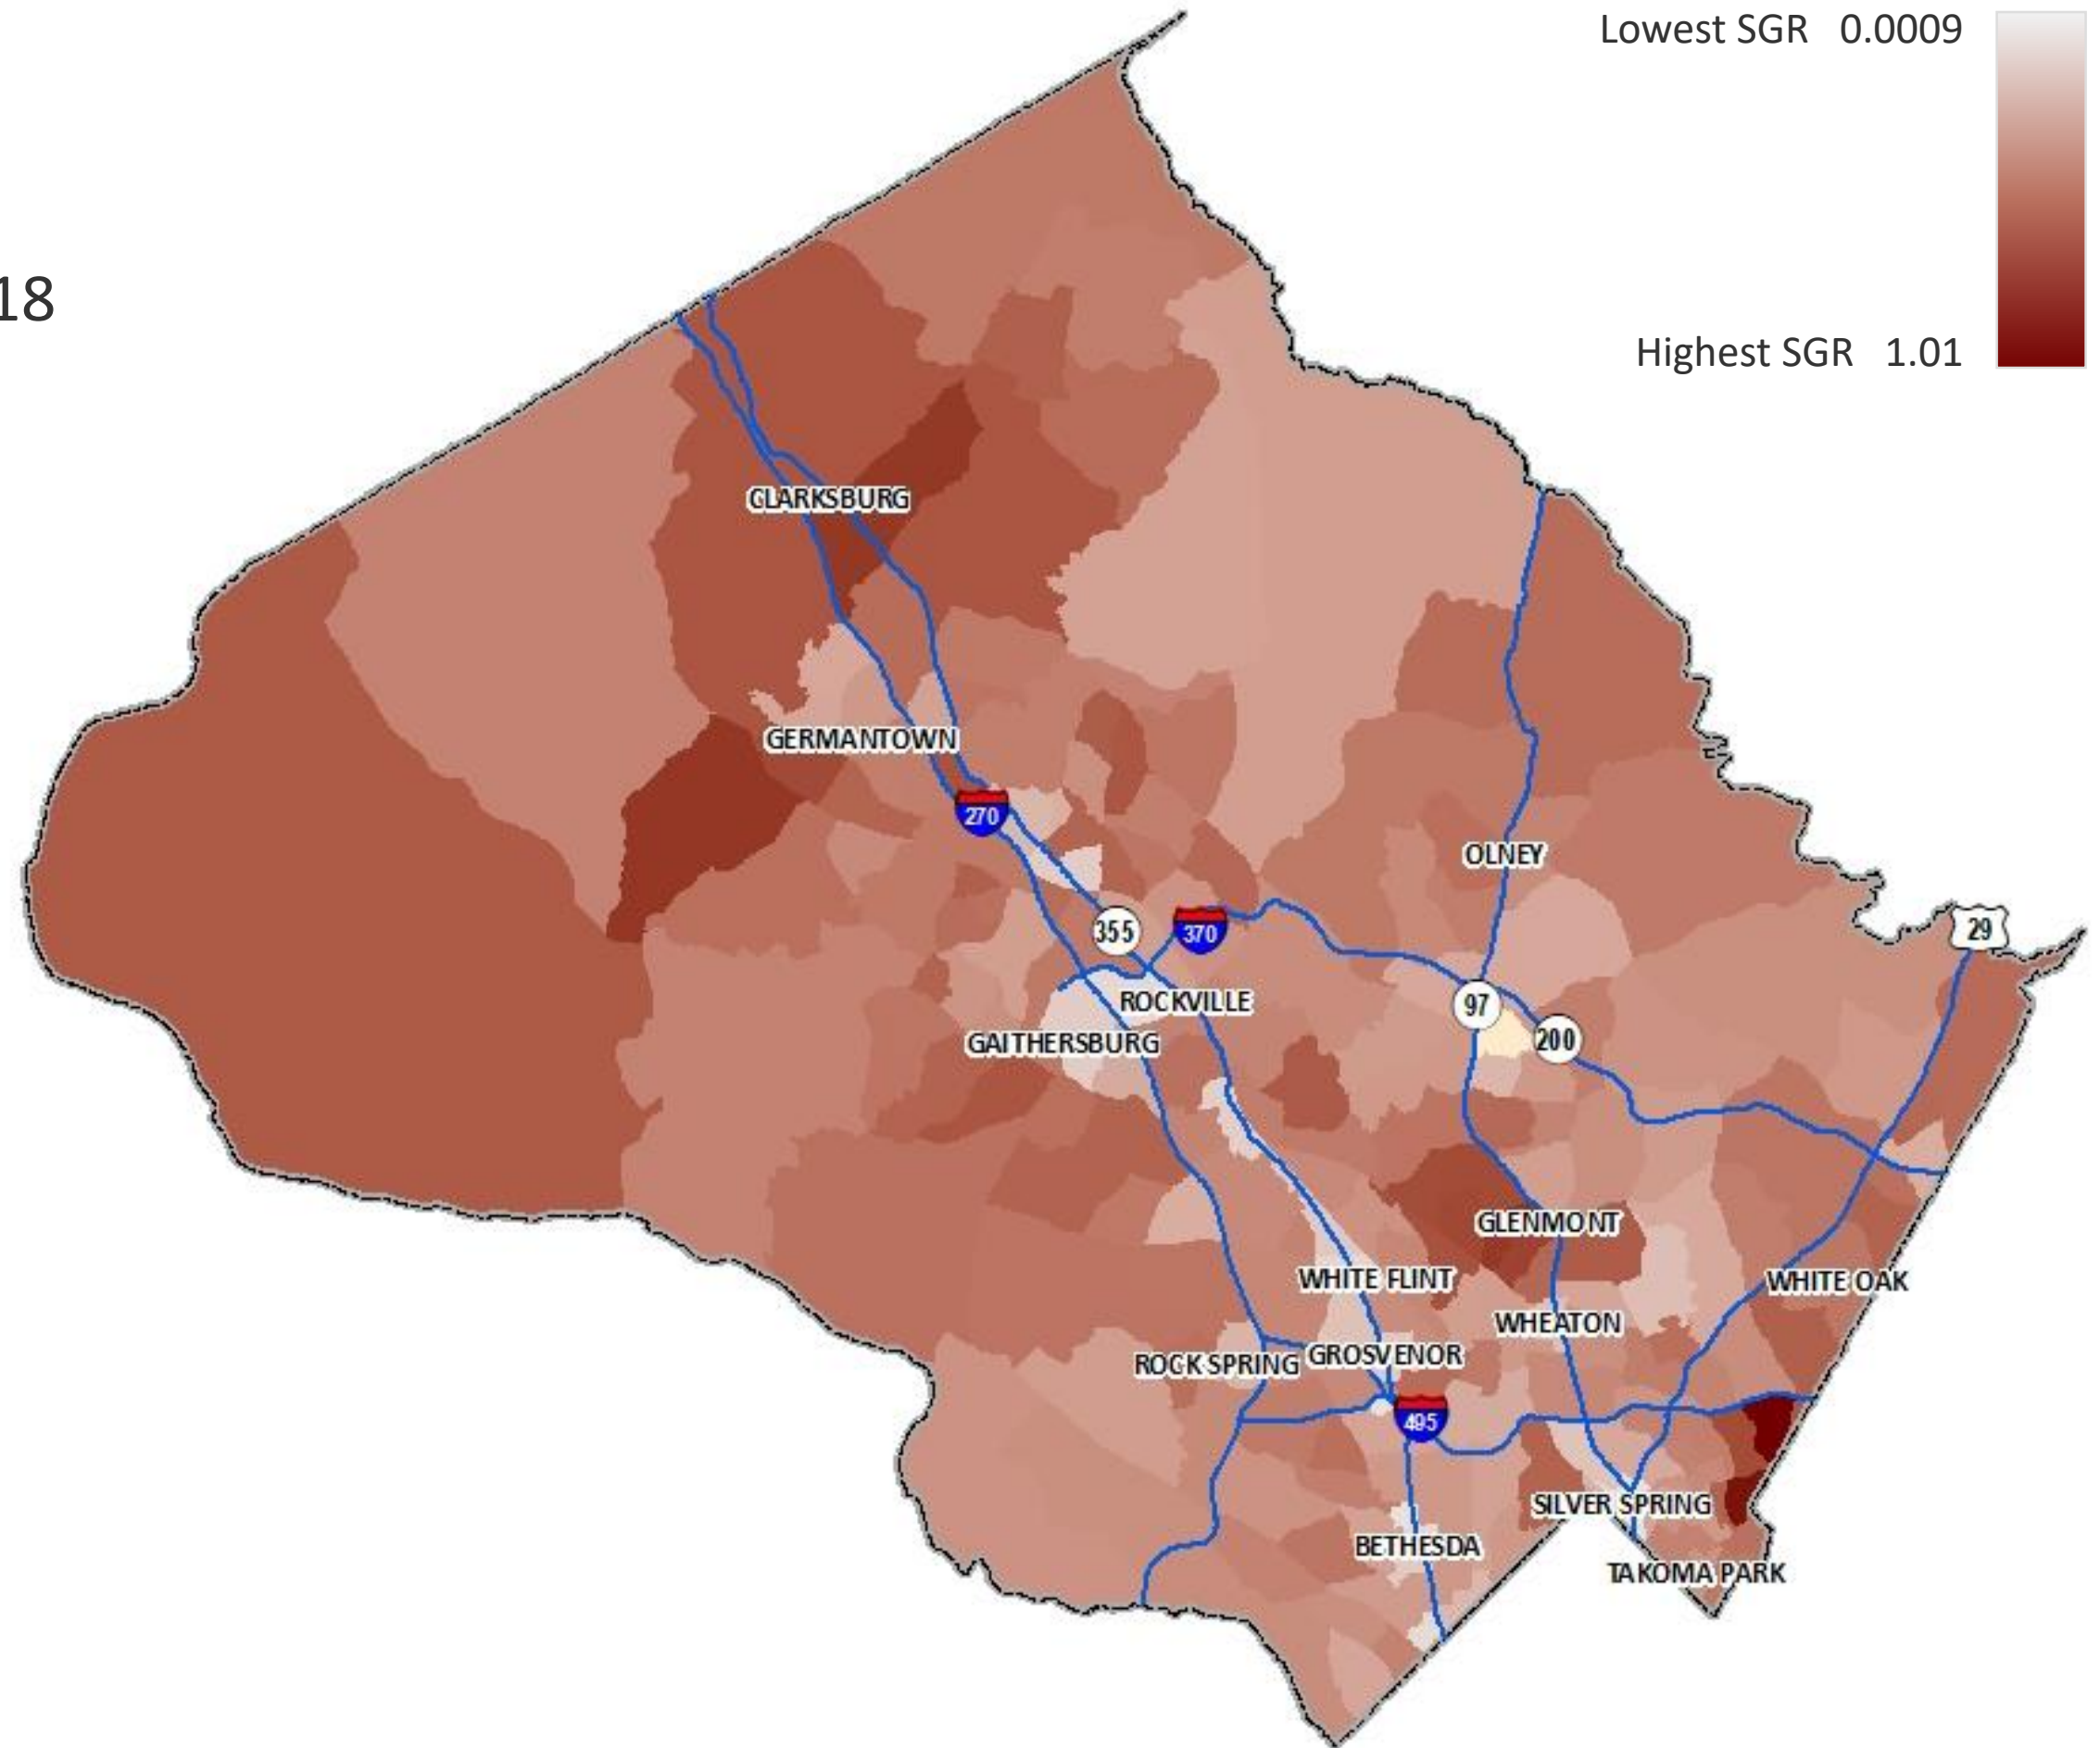 Lowest SGR 0.0009
18
Highest SGR 1.01
CLARKSBURG
GERMANTOWN
270
OLNEY
355
370
29
ROCKVILLE
97
GAITHERSBURG
200
GLENMONT
WHITE FLINT
WHITE OAK
WHEATON
ROCK SPRING
GROSVENOR
495
SILVER SPRING
BETHESDA
TAKOMA PARK